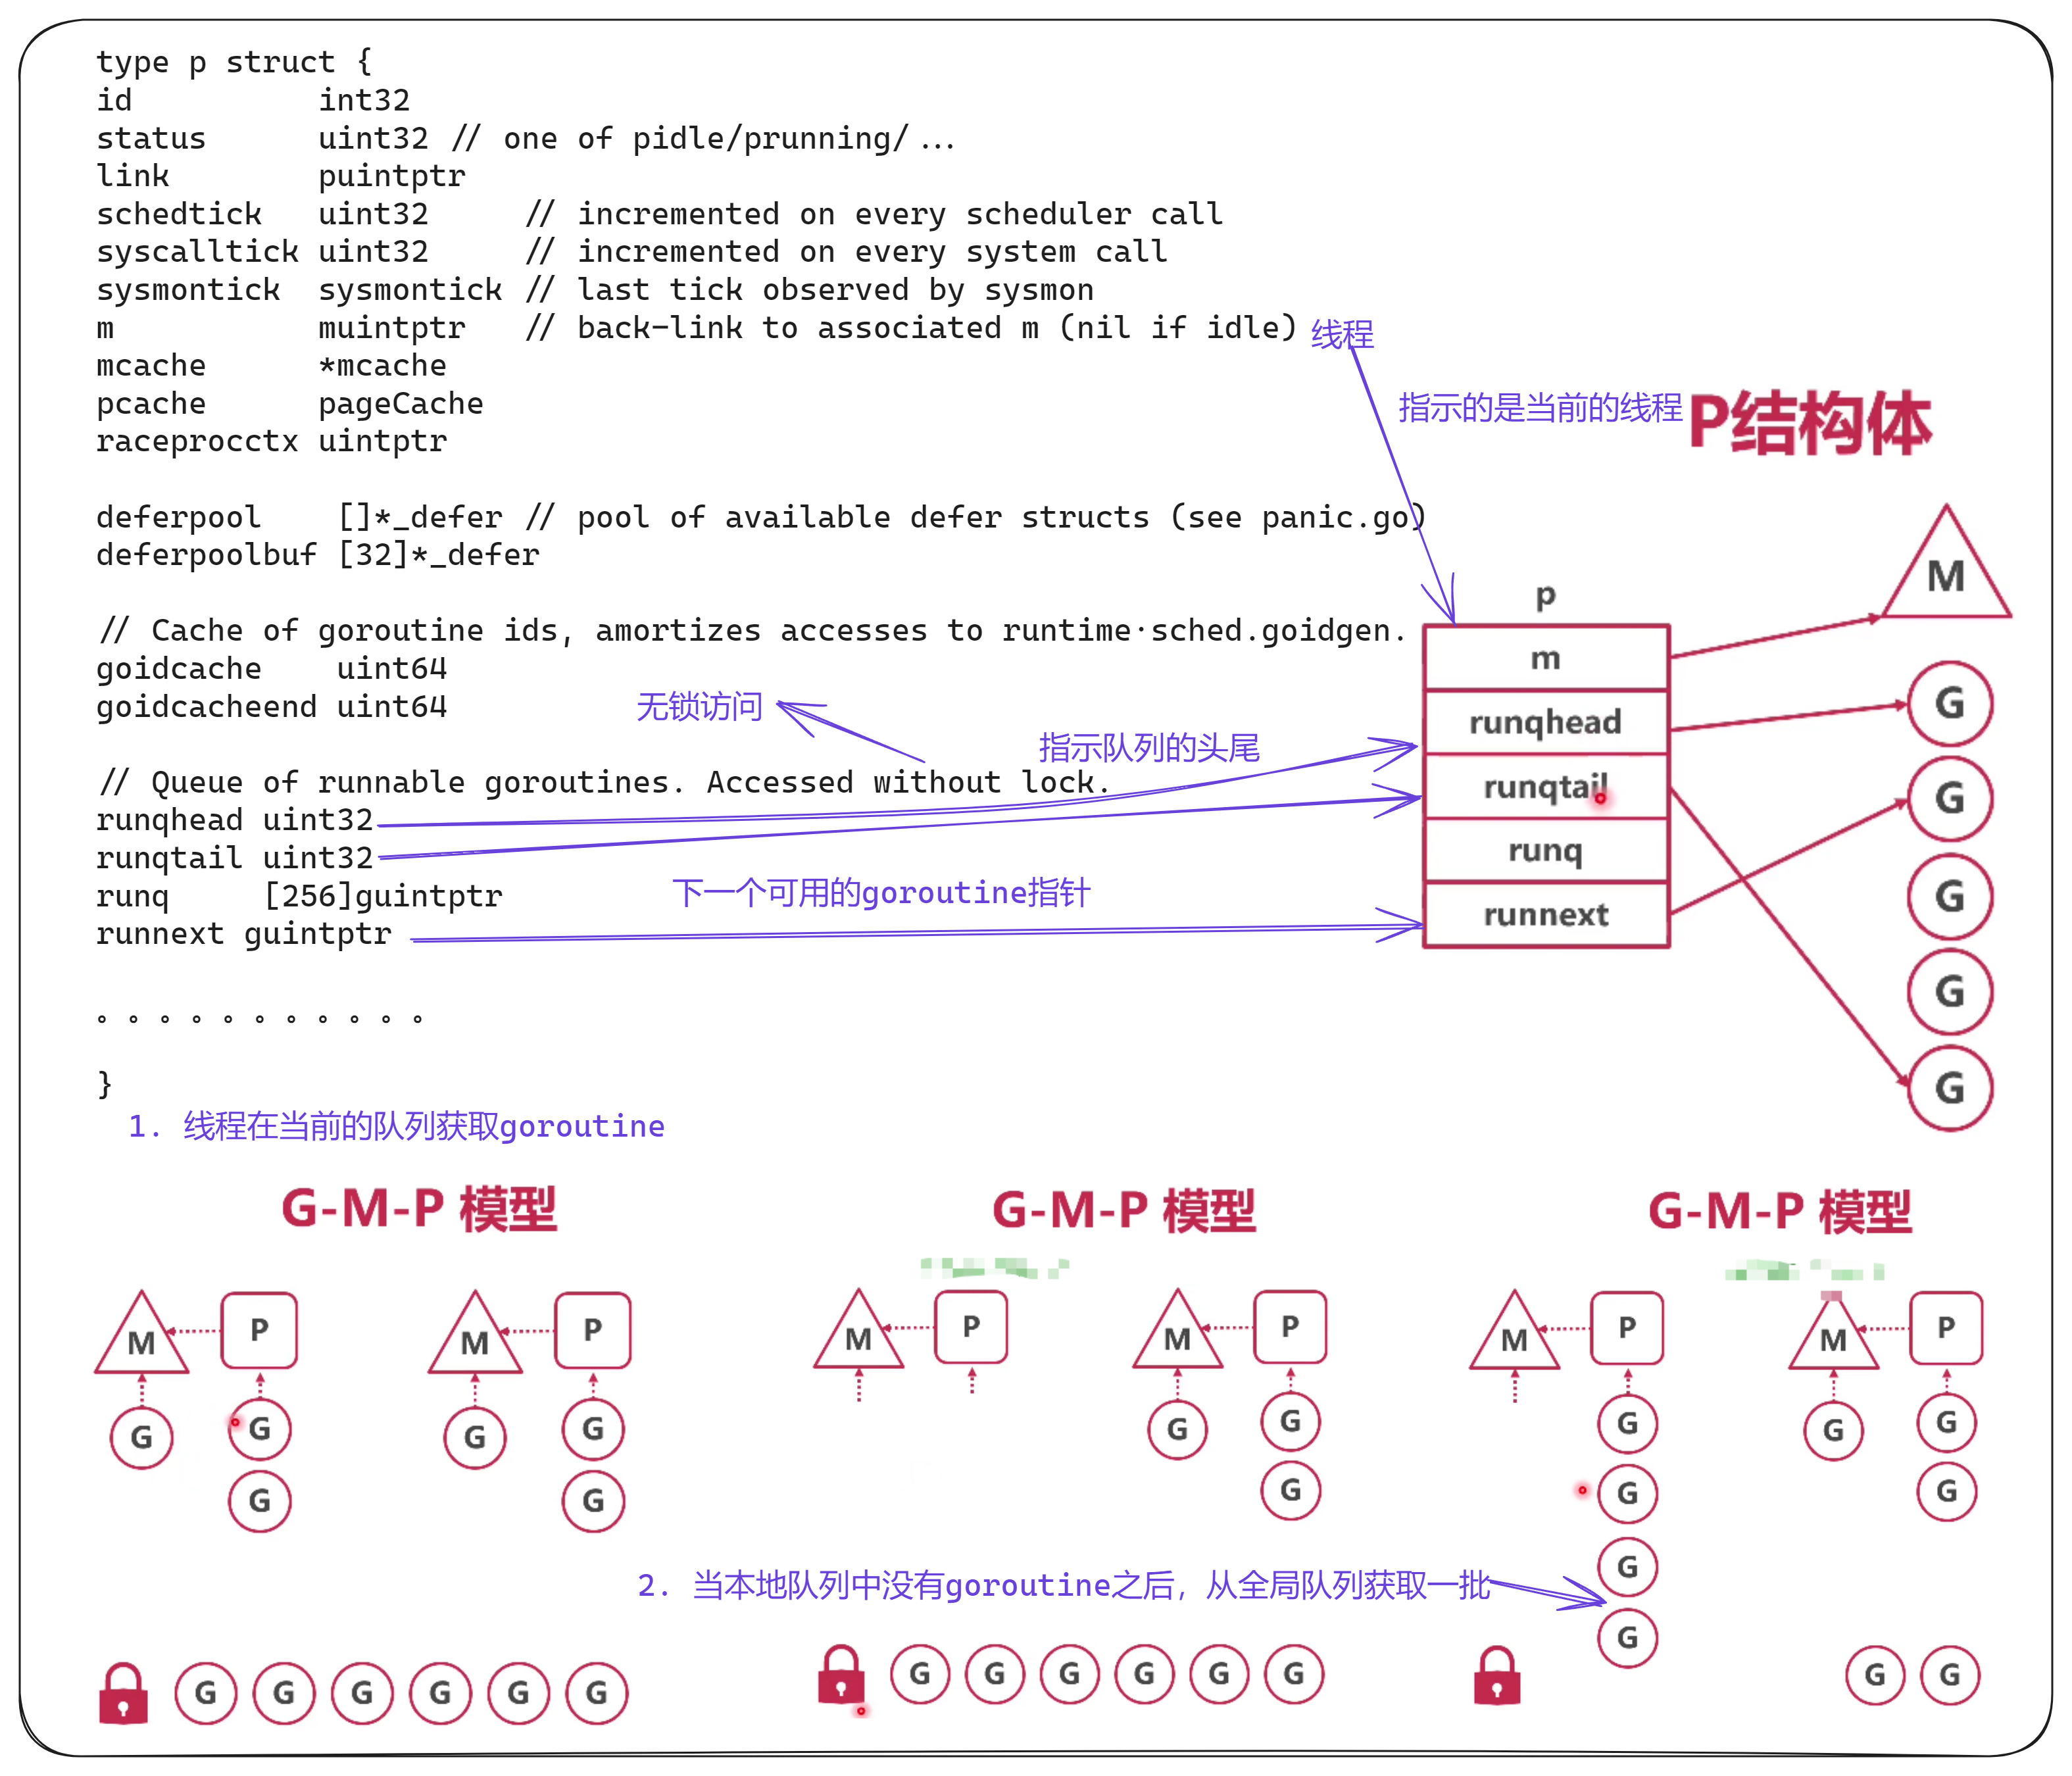 type p struct {
id int32
status uint32 // one of pidle/prunning/...
link puintptr
schedtick uint32 // incremented on every scheduler call
syscalltick uint32 // incremented on every system call
sysmontick sysmontick // last tick observed by sysmon
m muintptr // back-link to associated m (nil if idle)
线程
mcache *mcache
pcache pageCache
raceprocctx uintptr
指示的是当前的线程
P结构体
deferpool []*_defer // pool of available defer structs (see panic.go)
deferpoolbuf [32]*_defer
// Cache of goroutine ids, amortizes accesses to runtime·sched.goidgen.
goidcache uint64
goidcacheend uint64
无锁访问
指示队列的头尾
// Queue of runnable goroutines. Accessed without lock.
runqhead uint32
runqtail uint32
runq [256]guintptr
下一个可用的goroutine指针
runnext guintptr
。。。。。。。。。。。
}
p
m
runqhead
runqtail
runq
runnext
M
G
G
G
G
G
1. 线程在当前的队列获取goroutine
G-M-P 模型
M
P
M
P
G
G
G
G
G
G
G G G G G G
G-M-P 模型
M
P
M
P
G
G
G
2. 当本地队列中没有goroutine之后，从全局队列获取一批
G G G G G G
G-M-P 模型
M
P
M
P
G
G
G
G
G
G
G
G G